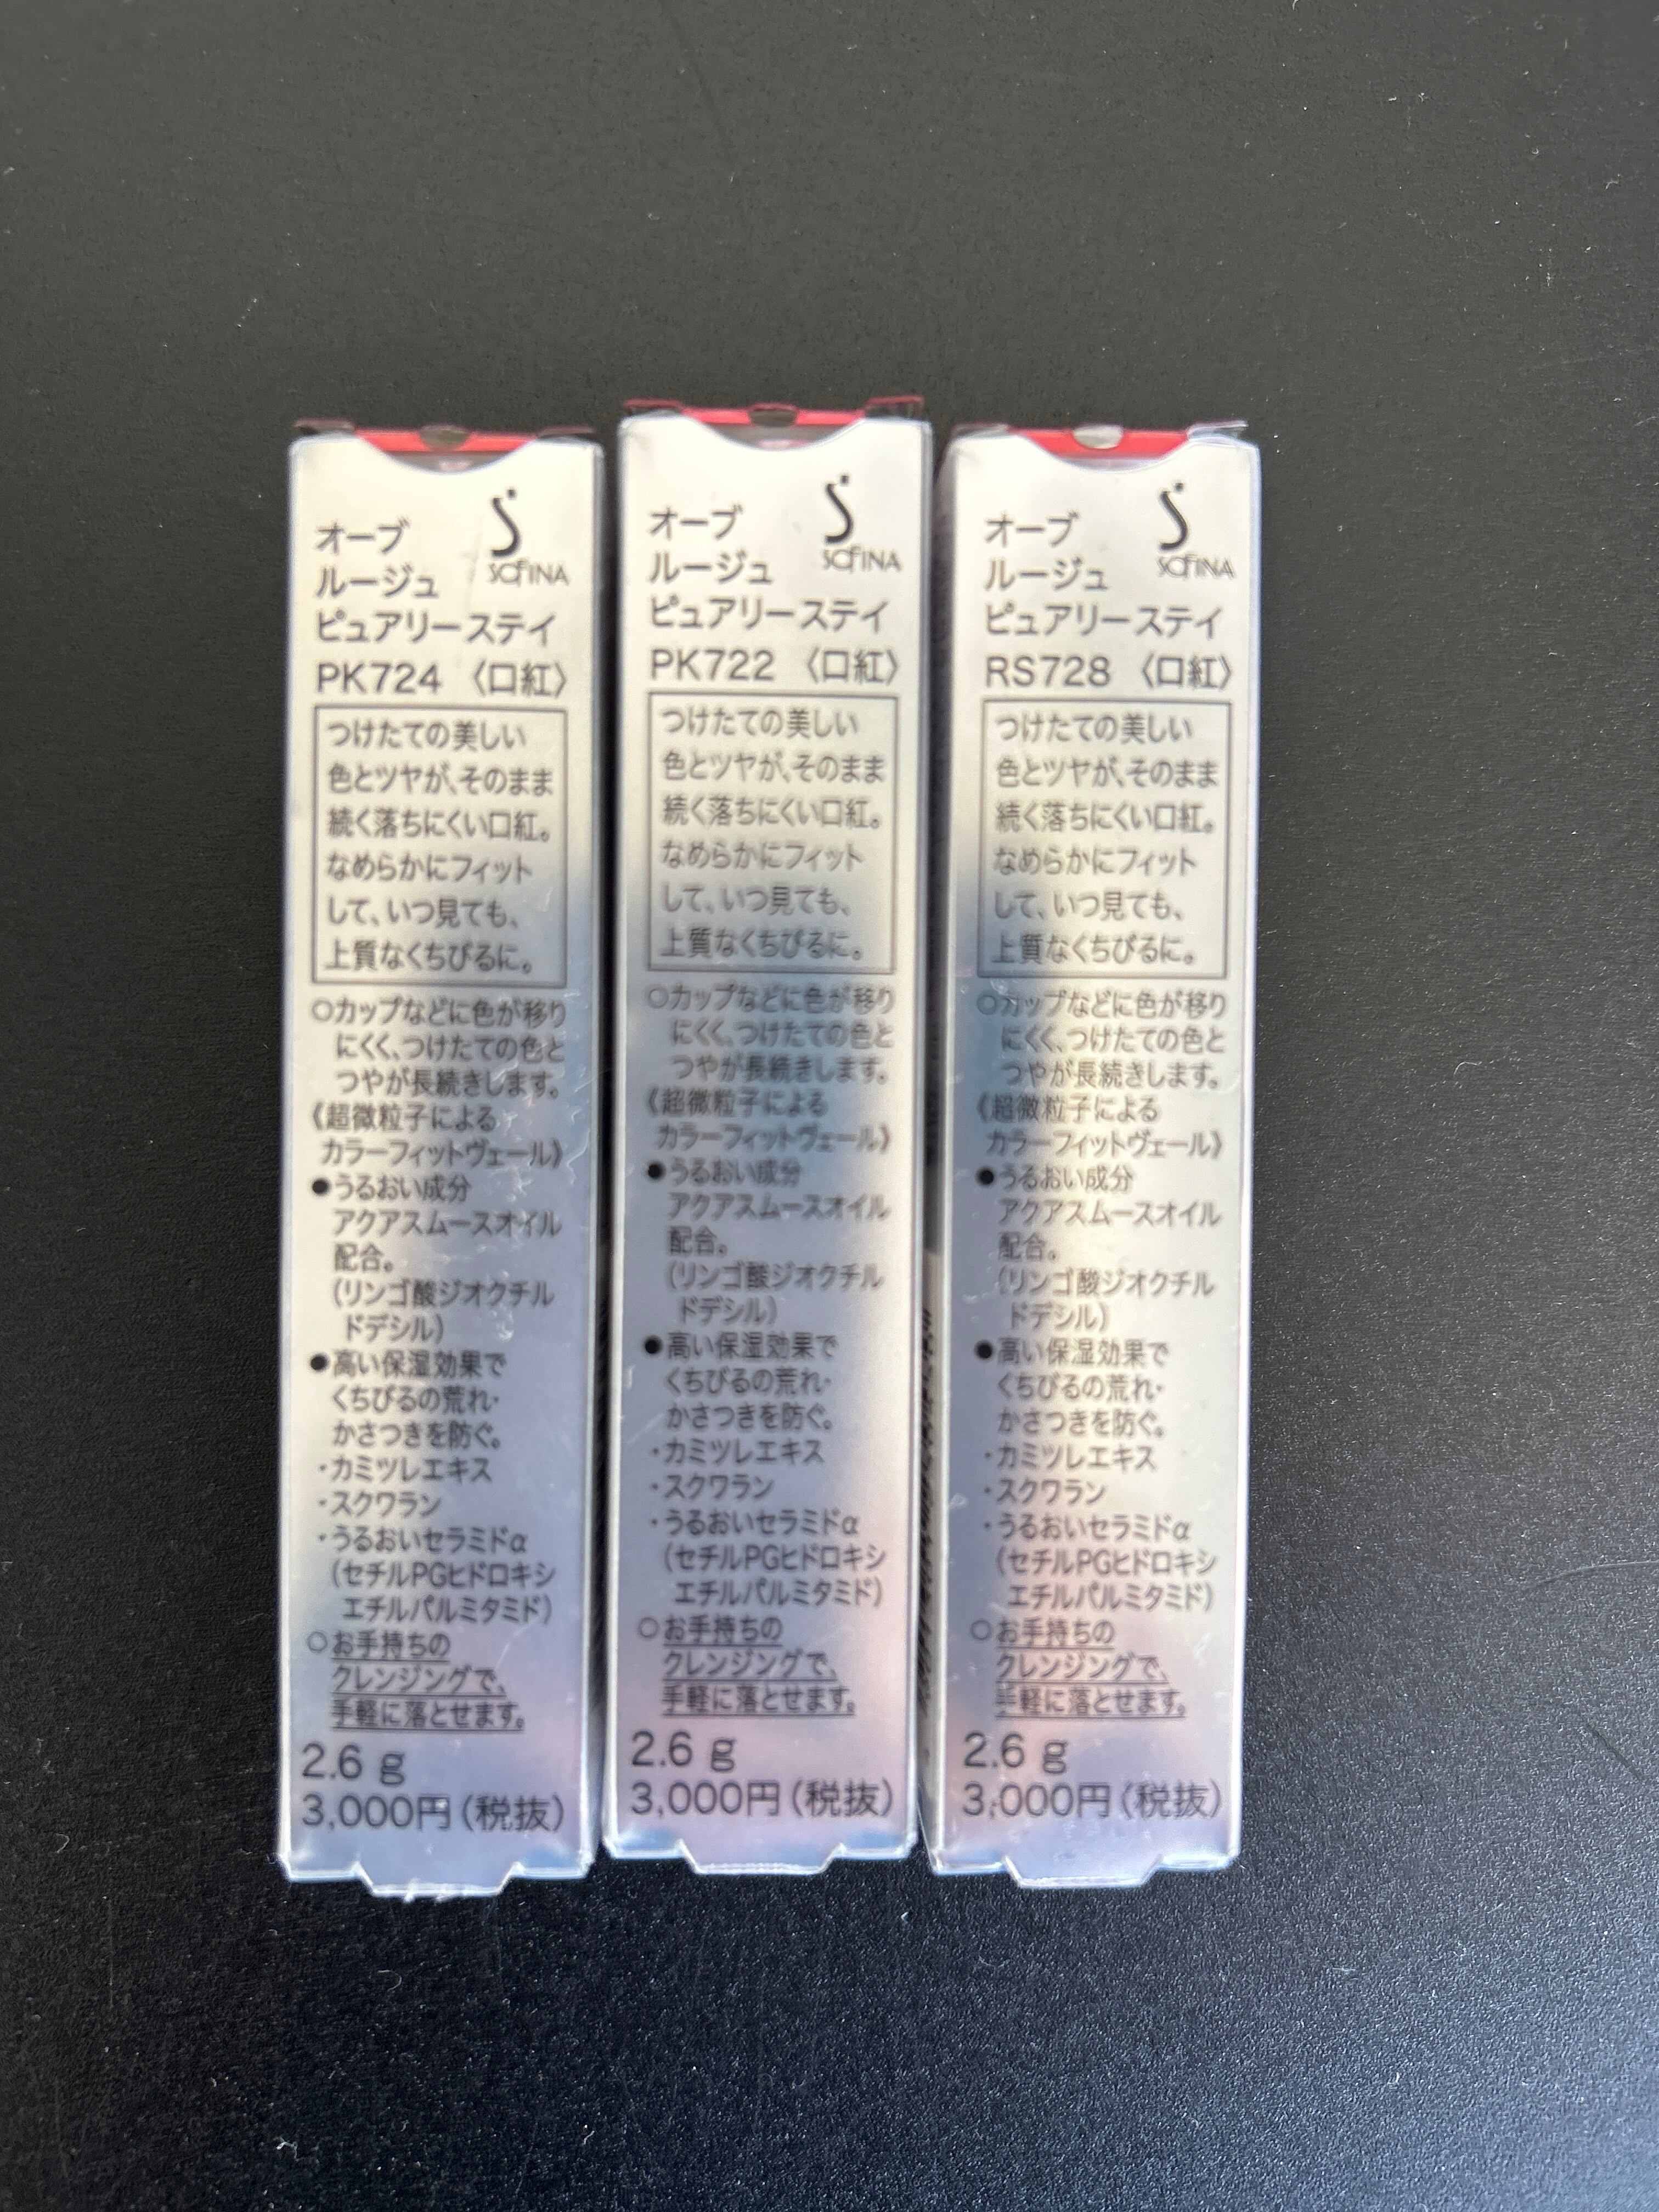 オーブ
ルージュ
ピュアリーステイ
SOFINA
PK724 〈口紅〉
つけたての美しい
色とツヤが、そのまま
続く落ちにくい口紅。
なめらかにフィット
して、いつ見ても、
上質なくちびるに。
○カップなどに色が移り
にくく、つけたての色と
つやが長続きします。
《超微粒子による
カラーフィットヴェール》
●うるおい成分
アクアスムースオイル
配合。
(リンゴ酸ジオクチル
ドデシル)
●高い保湿効果で
くちびるの荒れ・
かさつきを防ぐ。
・カミツレエキス
・スクワラン
・うるおいセラミドα
(セチルPGヒドロキシ
エチルパルミタミド)
○お手持ちの
クレンジングで、
手軽に落とせます。
2.6 g
3,000円(税抜)
オーブ
ルージュ
ピュアリーステイ
SOFINA
PK722 〈口紅〉
つけたての美しい
色とツヤが、そのまま
続く落ちにくい口紅。
なめらかにフィット
して、いつ見ても、
上質なくちびるに。
○カップなどに色が移り
にくく、つけたての色と
つやが長続きします。
《超微粒子による
カラーフィットヴェール》
●うるおい成分
アクアスムースオイル
配合。
(リンゴ酸ジオクチル
ドデシル)
●高い保湿効果で
くちびるの荒れ・
かさつきを防ぐ。
・カミツレエキス
・スクワラン
・うるおいセラミドα
(セチルPGヒドロキシ
エチルパルミタミド)
○お手持ちの
クレンジングで、
手軽に落とせます。
2.6 g
3,000円(税抜)
オーブ
ルージュ
ピュアリーステイ
SOFINA
RS728 〈口紅〉
つけたての美しい
色とツヤが、そのまま
続く落ちにくい口紅。
なめらかにフィット
して、いつ見ても、
上質なくちびるに。
○カップなどに色が移り
にくく、つけたての色と
つやが長続きします。
《超微粒子による
カラーフィットヴェール》
●うるおい成分
アクアスムースオイル
配合。
(リンゴ酸ジオクチル
ドデシル)
●高い保湿効果で
くちびるの荒れ・
かさつきを防ぐ。
・カミツレエキス
・スクワラン
・うるおいセラミドα
(セチルPGヒドロキシ
エチルパルミタミド)
○お手持ちの
クレンジングで、
手軽に落とせます。
2.6 g
3,000円(税抜)